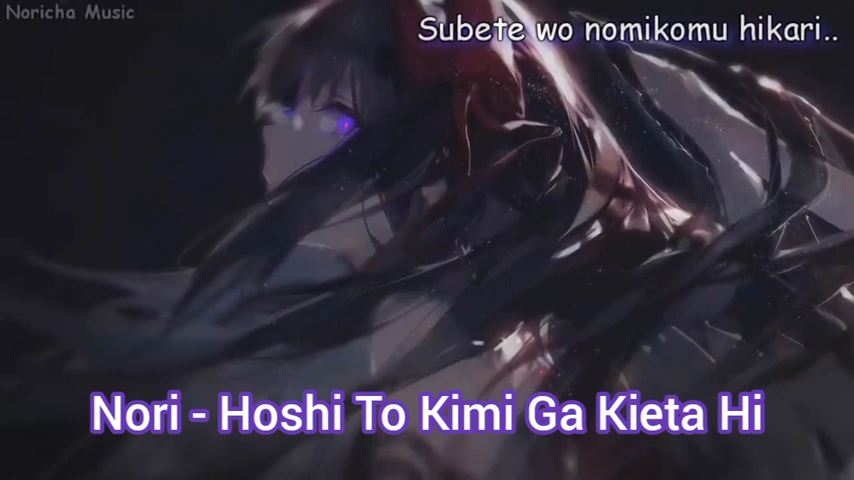 Noricha Music
Subete wo nomikomu hikari..
Nori - Hoshi To Kimi Ga Kieta Hi